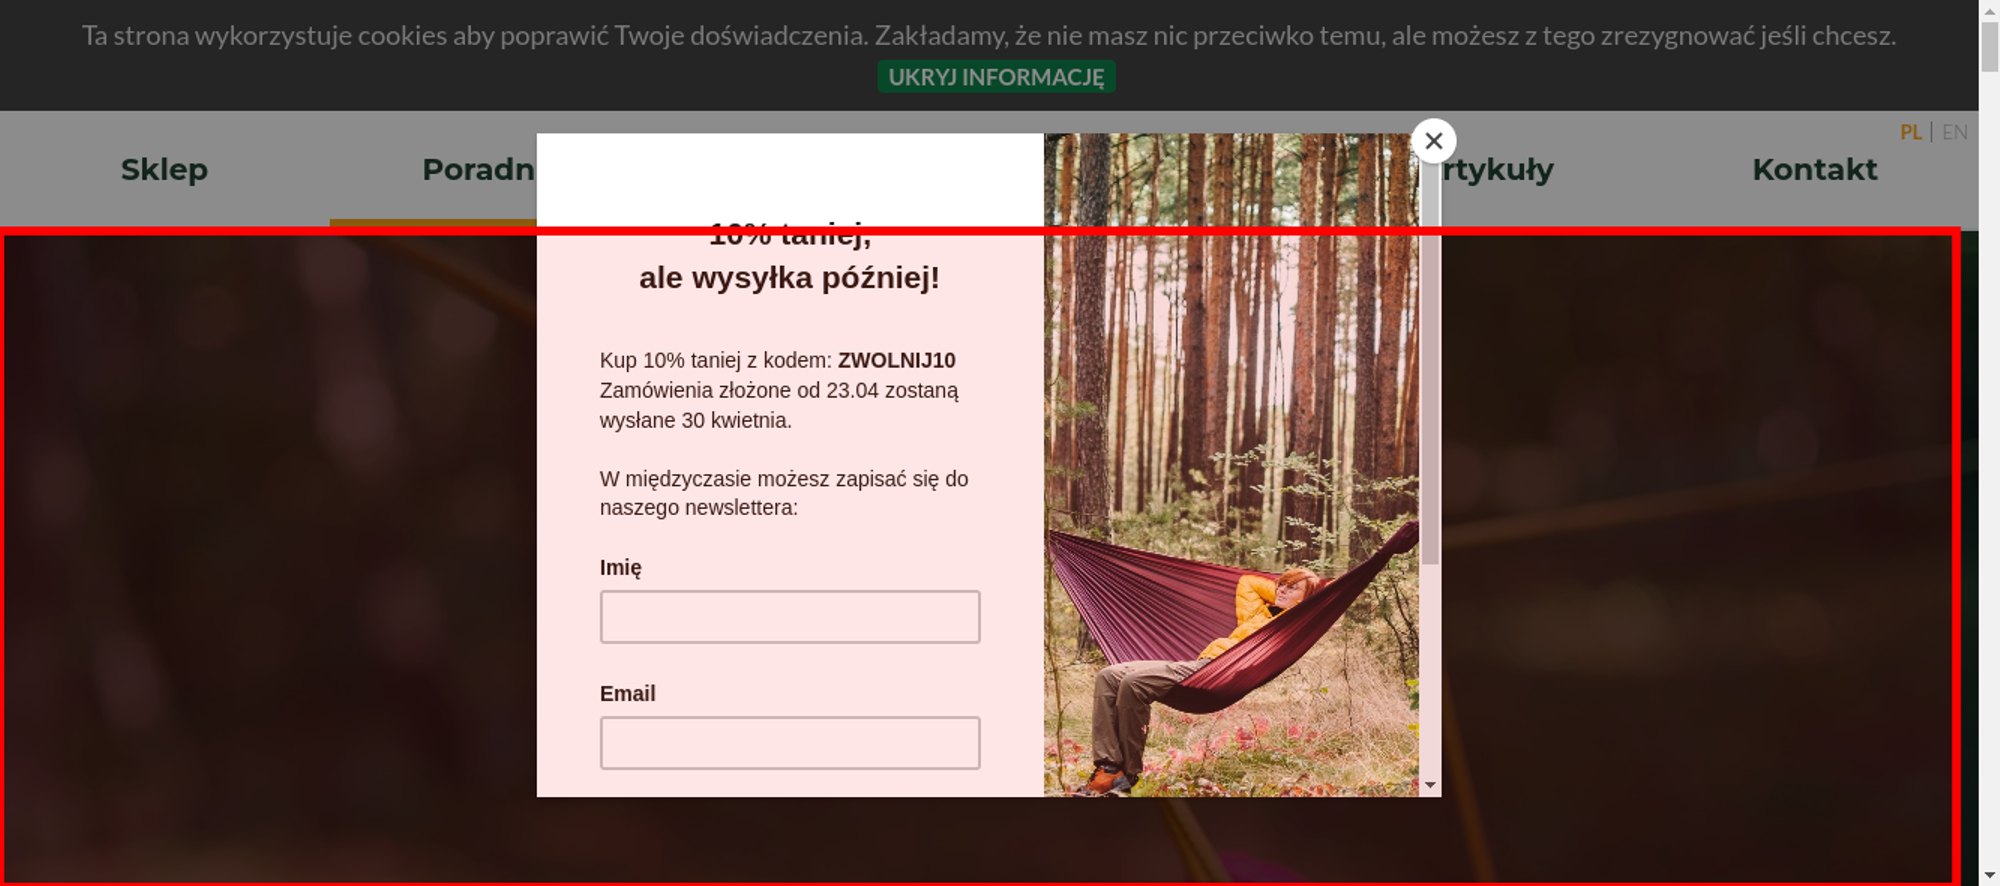 Ta strona wykorzystuje cookies aby poprawić Twoje doświadczenia. Zakładamy, że nie masz nic przeciwko temu, ale możesz z tego zrezygnować jeśli chcesz.
UKRYJ INFORMACJĘ
PL | EN
Sklep
Poradn
rtykuły
Kontakt
10% taniej,
ale wysyłka później!
Kup 10% taniej z kodem: ZWOLNIJ10
Zamówienia złożone od 23.04 zostaną
wysłane 30 kwietnia.
W międzyczasie możesz zapisać się do
naszego newslettera:
Imię
Email